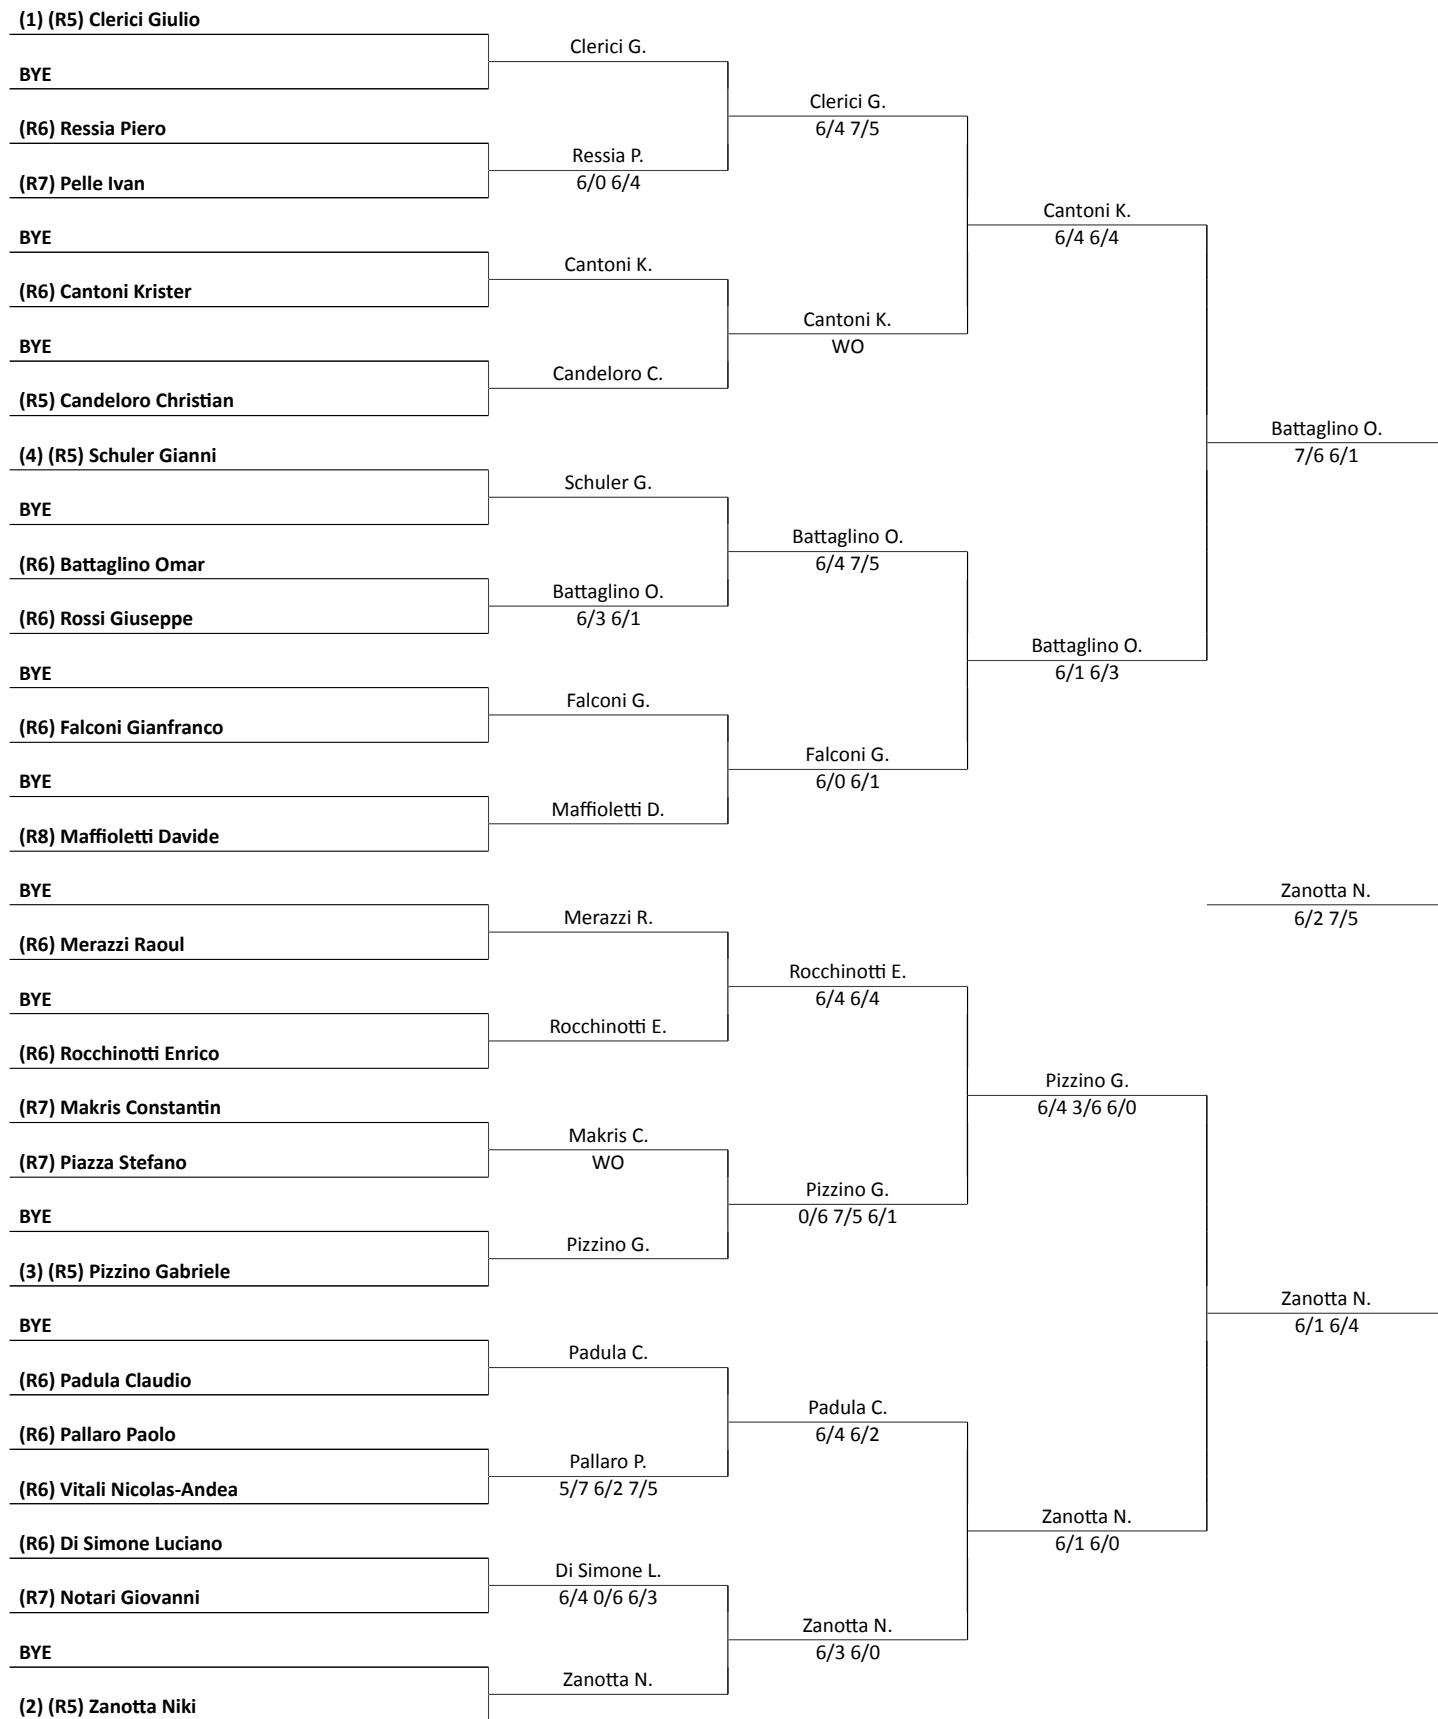 (1) (R5) Clerici Giulio
Clerici G.
BYE
Clerici G.
6/4 7/5
(R6) Ressia Piero
Ressia P.
6/0 6/4
(R7) Pelle Ivan
Cantoni K.
6/4 6/4
BYE
Cantoni K.
(R6) Cantoni Krister
Cantoni K.
WO
BYE
Candeloro C.
(R5) Candeloro Christian
Battaglino O.
7/6 6/1
(4) (R5) Schuler Gianni
Schuler G.
BYE
Battaglino O.
6/4 7/5
(R6) Battaglino Omar
Battaglino O.
6/3 6/1
(R6) Rossi Giuseppe
Battaglino O.
6/1 6/3
BYE
Falconi G.
(R6) Falconi Gianfranco
Falconi G.
6/0 6/1
BYE
Maffioletti D.
(R8) Maffioletti Davide
BYE
Zanotta N.
6/2 7/5
Merazzi R.
(R6) Merazzi Raoul
Rocchinotti E.
6/4 6/4
BYE
Rocchinotti E.
(R6) Rocchinotti Enrico
Pizzino G.
6/4 3/6 6/0
(R7) Makris Constantin
Makris C.
WO
(R7) Piazza Stefano
Pizzino G.
0/6 7/5 6/1
BYE
Pizzino G.
(3) (R5) Pizzino Gabriele
Zanotta N.
6/1 6/4
BYE
Padula C.
(R6) Padula Claudio
Padula C.
6/4 6/2
(R6) Pallaro Paolo
Pallaro P.
5/7 6/2 7/5
(R6) Vitali Nicolas-Andea
Zanotta N.
6/1 6/0
(R6) Di Simone Luciano
Di Simone L.
6/4 0/6 6/3
(R7) Notari Giovanni
Zanotta N.
6/3 6/0
BYE
Zanotta N.
(2) (R5) Zanotta Niki